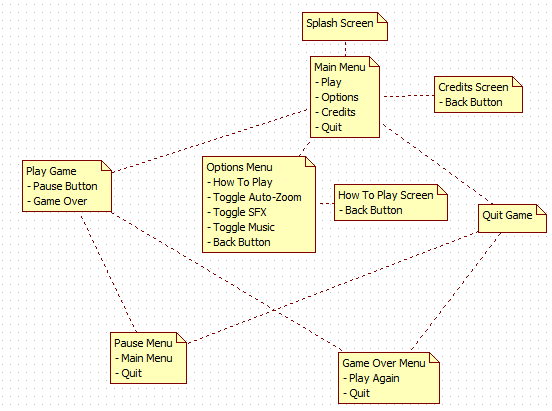 Splash Screen
Main Menu
- Play
- Options
- Credits
- Quit
Credits Screen
- Back Button
Play Game
- Pause Button
- Game Over
Options Menu
- How To Play
- Toggle Auto-Zoom
- Toggle SFX
- Toggle Music
- Back Button
How To Play Screen
- Back Button
Quit Game
Pause Menu
- Main Menu
- Quit
Game Over Menu
- Play Again
- Quit